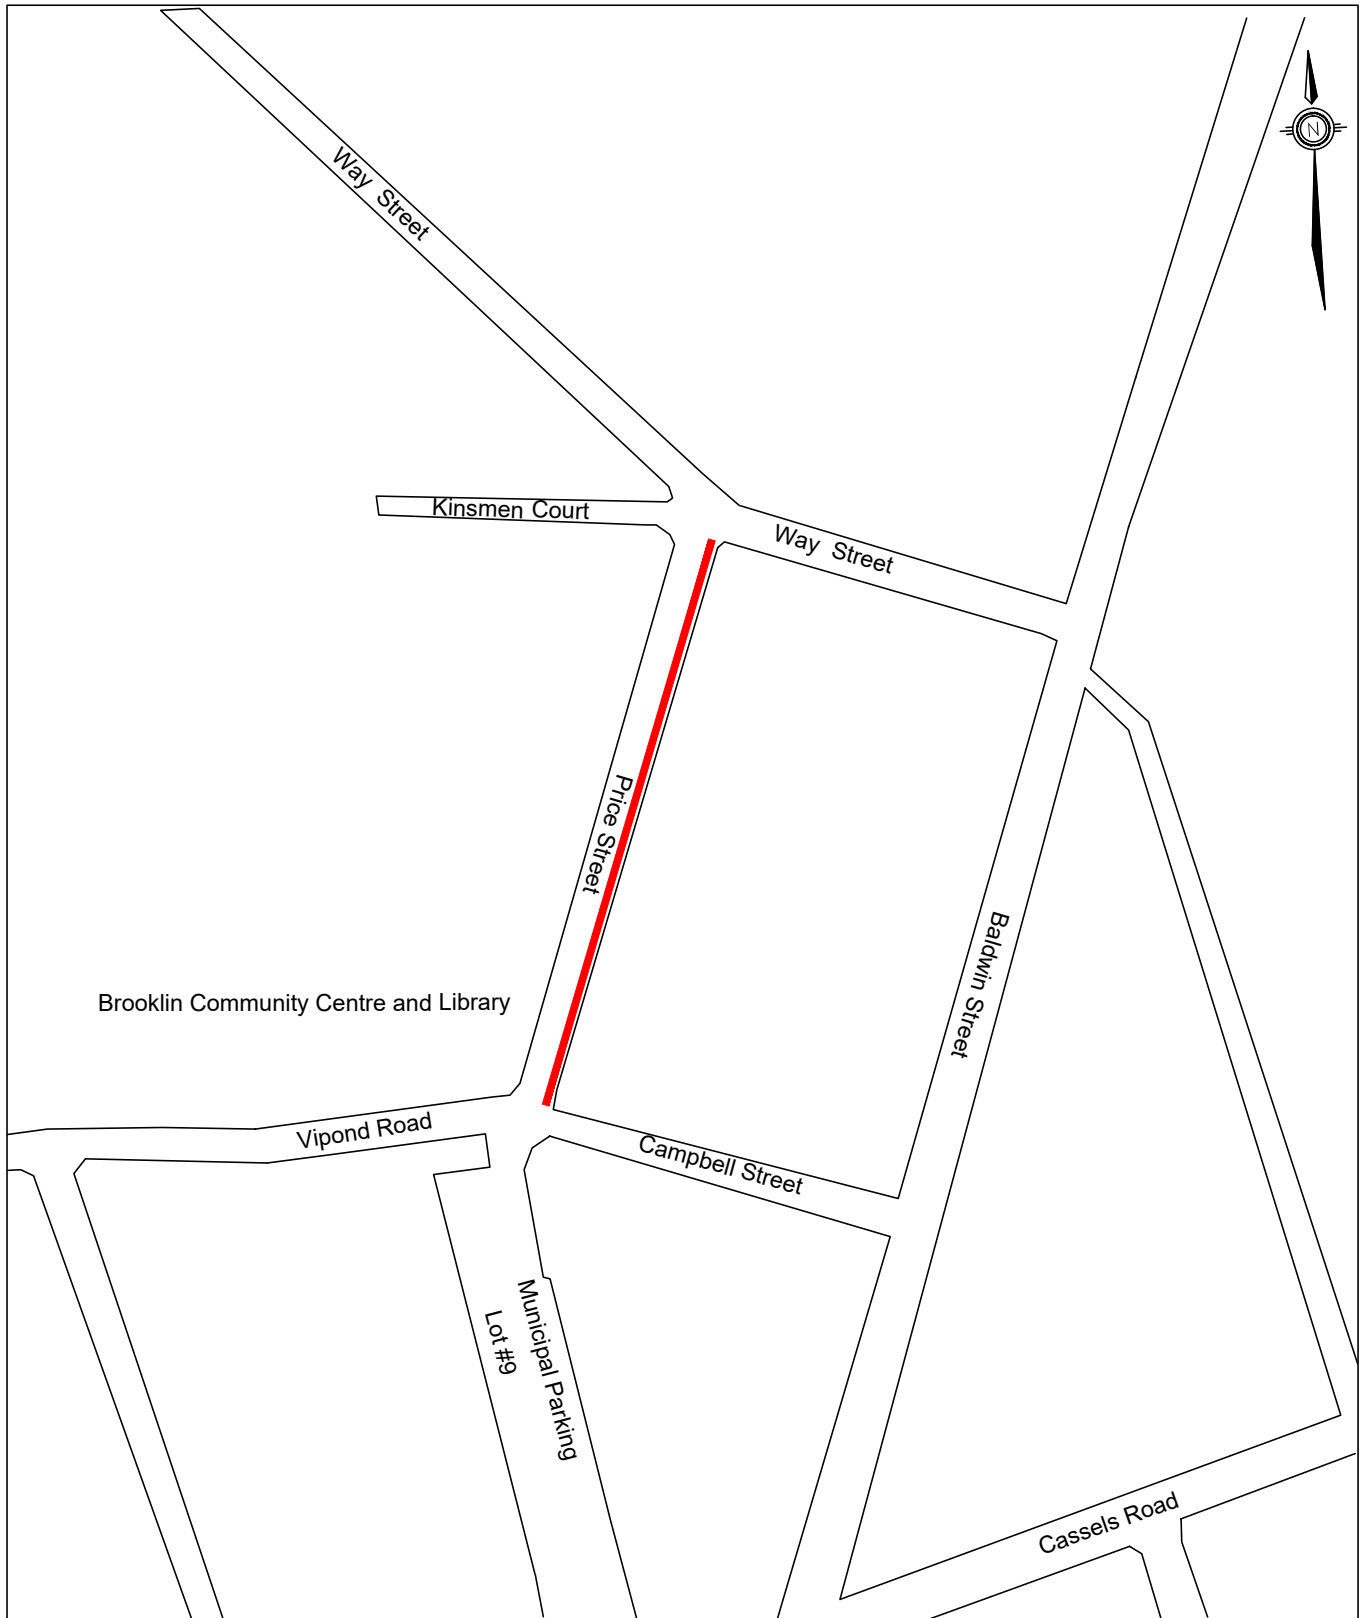 N
Way Street
Kinsmen Court
Way Street
Price Street
Baldwin Street
Brooklin Community Centre and Library
Vipond Road
Campbell Street
Municipal Parking
Lot #9
Cassels Road